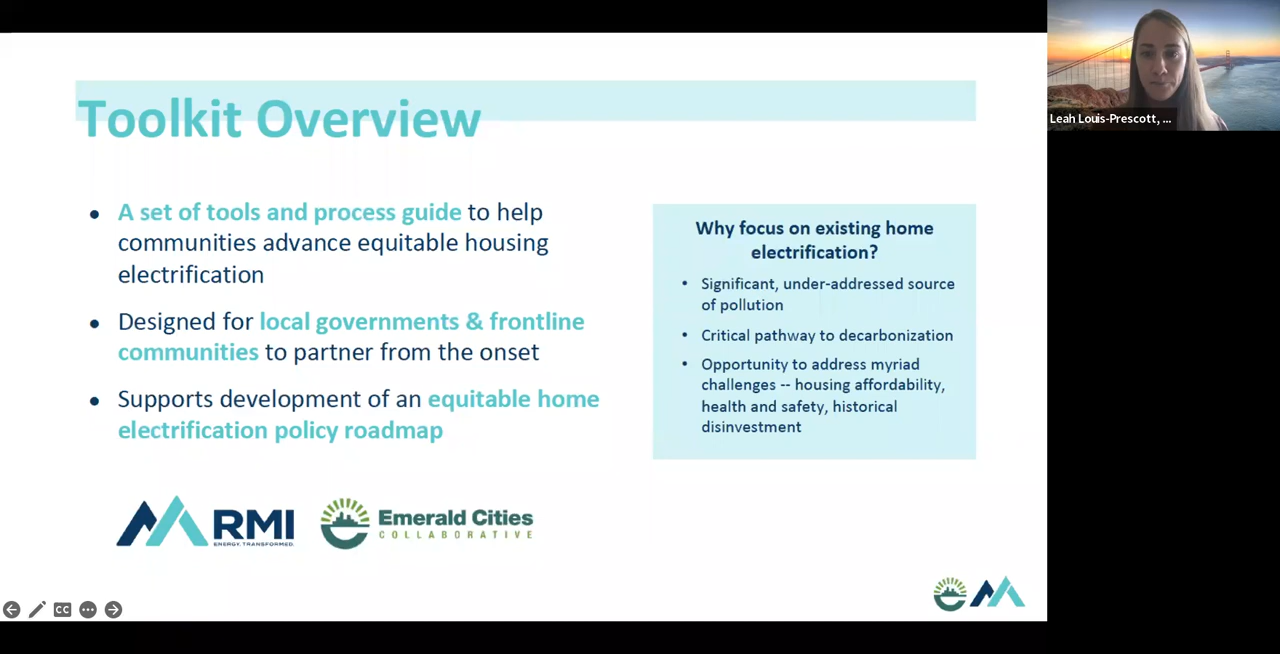 Toolkit Overview
• A set of tools and process guide to help
communities advance equitable housing
electrification
• Designed for local governments & frontline
communities to partner from the onset
• Supports development of an equitable home
electrification policy roadmap
Why focus on existing home
electrification?
• Significant, under-addressed source
of pollution
• Critical pathway to decarbonization
• Opportunity to address myriad
challenges -- housing affordability,
health and safety, historical
disinvestment
RMI
ENERGY. TRANSFORMED.
Emerald Cities
COLLABORATIVE
CC
Leah Louis-Prescott, ...